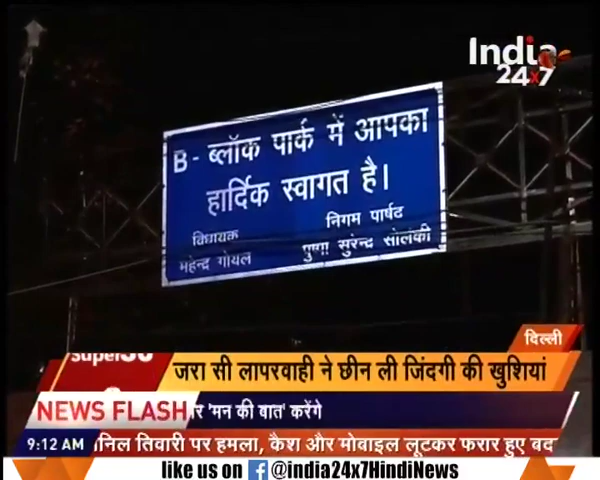 India
24x7
B - ब्लॉक पार्क में आपका
हार्दिक स्वागत है।
विधायक
महेन्द्र गोयल
निगम पार्षद
पुष्पा सुरेन्द्र सोलंकी
दिल्ली
Super50
जरा सी लापरवाही ने छीन ली जिंदगी की खुशियां
NEWS FLASH
'मन की बात' करेंगे
9:12 AM
तिवारी पर हमला, कैश और मोबाइल लूटकर फरार हुए
like us on f @india24x7HindiNews